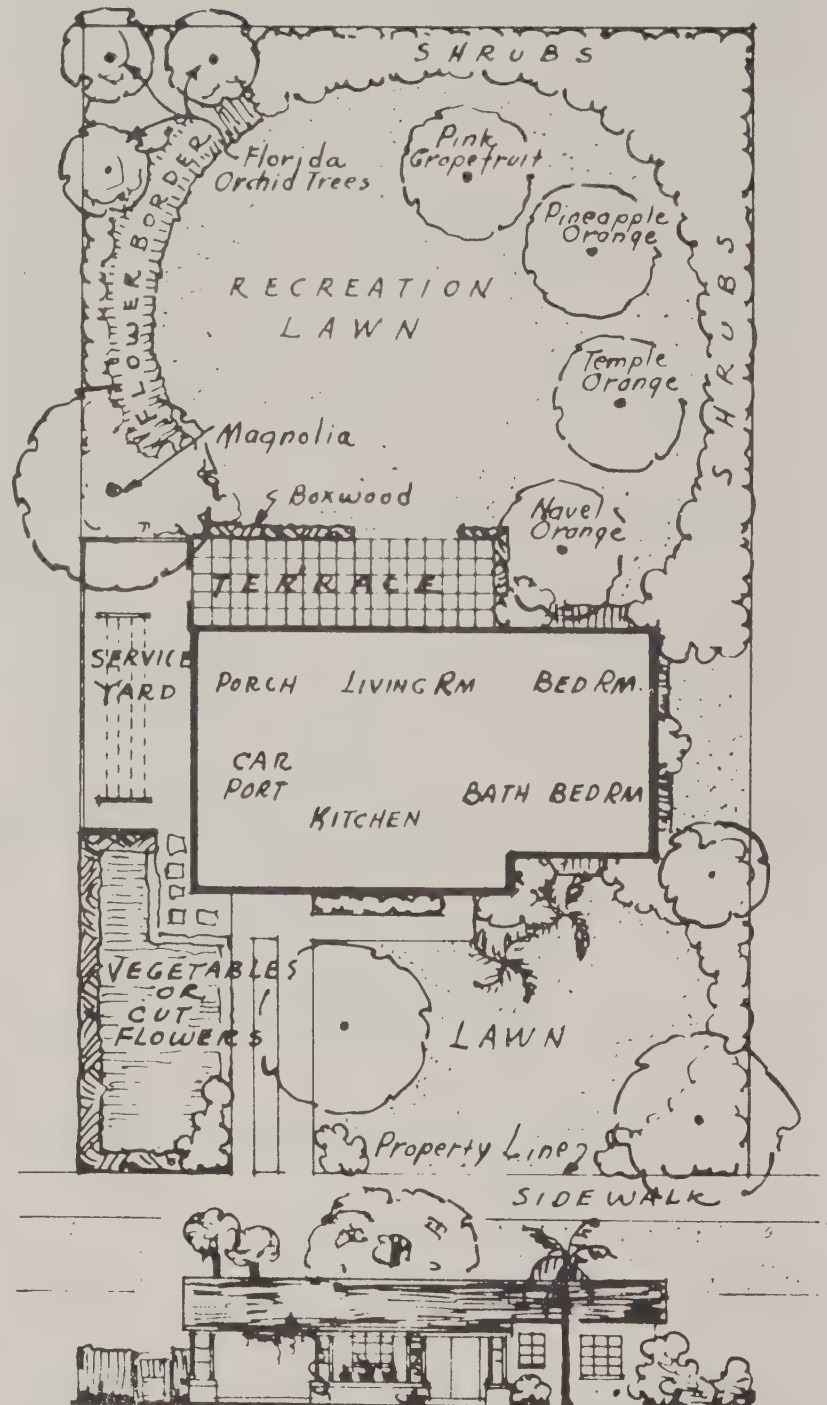 SHRUBS
Florida
Orchid Trees
Pink
Grapefruit
Pineapple
Orange
FLOWER BORDER
RECREATION
LAWN
SHRUBS
Temple
Orange
Magnolia
Boxwood
Navel
Orange
TERRACE
SERVICE
YARD
PORCH
LIVING RM
BED RM.
CAR
PORT
KITCHEN
BATH
BED RM
VEGETABLES
OR
CUT
FLOWERS
LAWN
Property Line
SIDEWALK